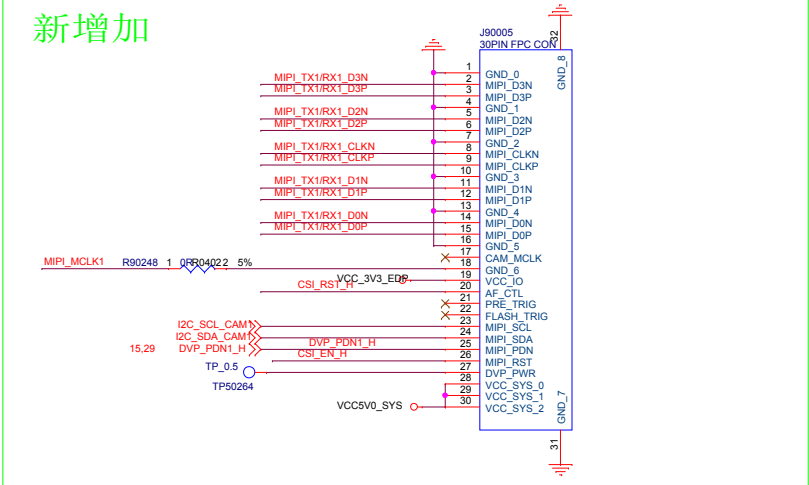 新增加
J90005
30PIN FPC CON
32
GND_8
1 GND_0
MIPI_TX1/RX1_D3N 2 MIPI_D3N
MIPI_TX1/RX1_D3P 3 MIPI_D3P
4 GND_1
MIPI_TX1/RX1_D2N 5 MIPI_D2N
MIPI_TX1/RX1_D2P 6 MIPI_D2P
7 GND_2
MIPI_TX1/RX1_CLKN 8 MIPI_CLKN
MIPI_TX1/RX1_CLKP 9 MIPI_CLKP
10 GND_3
MIPI_TX1/RX1_D1N 11 MIPI_D1N
MIPI_TX1/RX1_D1P 12 MIPI_D1P
13 GND_4
MIPI_TX1/RX1_D0N 14 MIPI_D0N
MIPI_TX1/RX1_D0P 15 MIPI_D0P
16 GND_5
17 CAM_MCLK
MIPI_MCLK1 R90248 1 0R R0402 2 5% 18 GND_6
VCC_3V3_EDP 19 VCC_IO
CSI_RST_H 20 AF_CTL
21 PRE_TRIG
22 FLASH_TRIG
I2C_SCL_CAM1 23 MIPI_SCL
I2C_SDA_CAM1 24 MIPI_SDA
15,29 DVP_PDN1_H DVP_PDN1_H 25 MIPI_PDN
CSI_EN_H 26 MIPI_RST
TP_0.5 27 DVP_PWR
TP50264
28 VCC_SYS_0
29 VCC_SYS_1
VCC5V0_SYS 30 VCC_SYS_2
GND_7
31